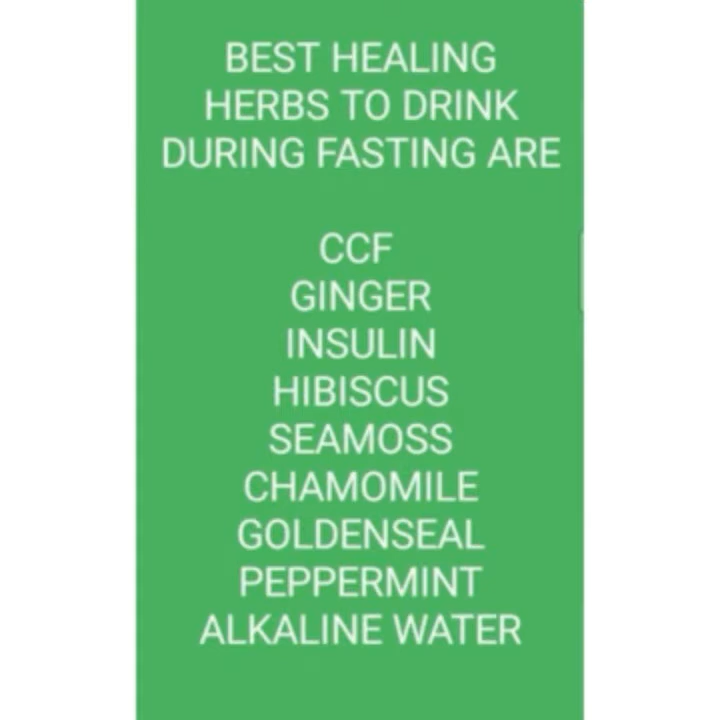 BEST HEALING
HERBS TO DRINK
DURING FASTING ARE
CCF
GINGER
INSULIN
HIBISCUS
SEAMOSS
CHAMOMILE
GOLDENSEAL
PEPPERMINT
ALKALINE WATER